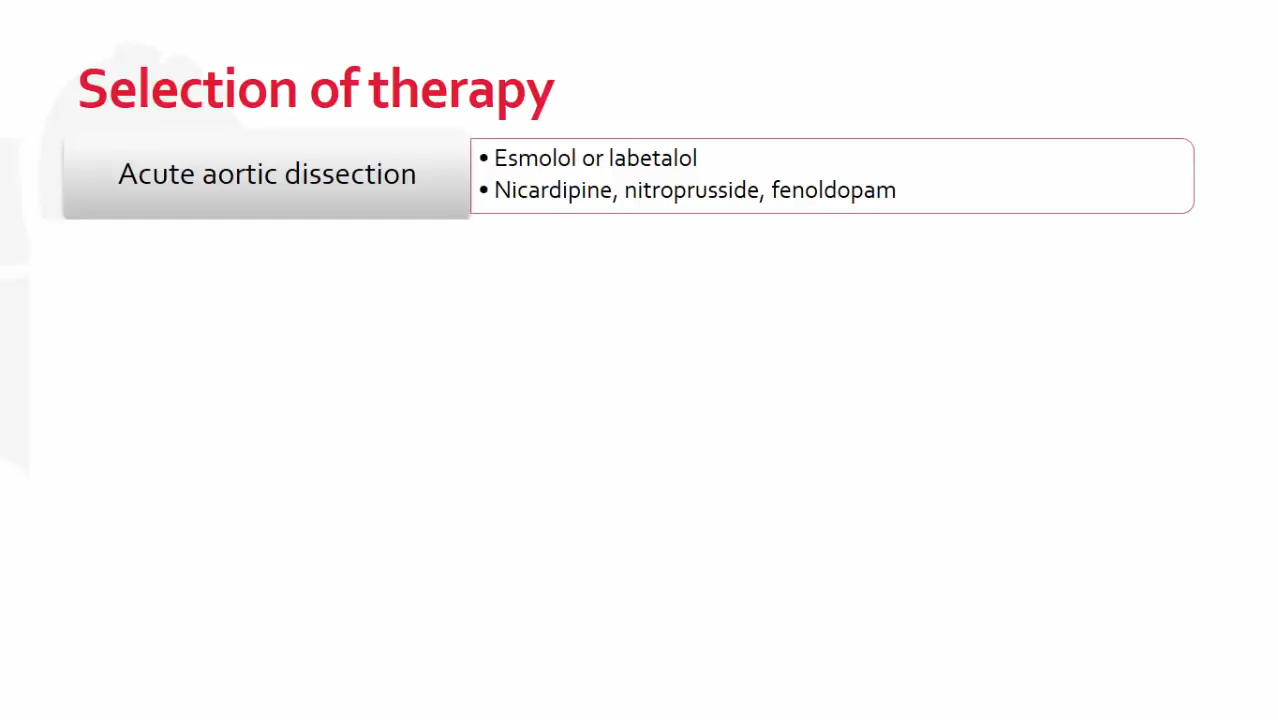 Selection of therapy
Acute aortic dissection
• Esmolol or labetalol
• Nicardipine, nitroprusside, fenoldopam